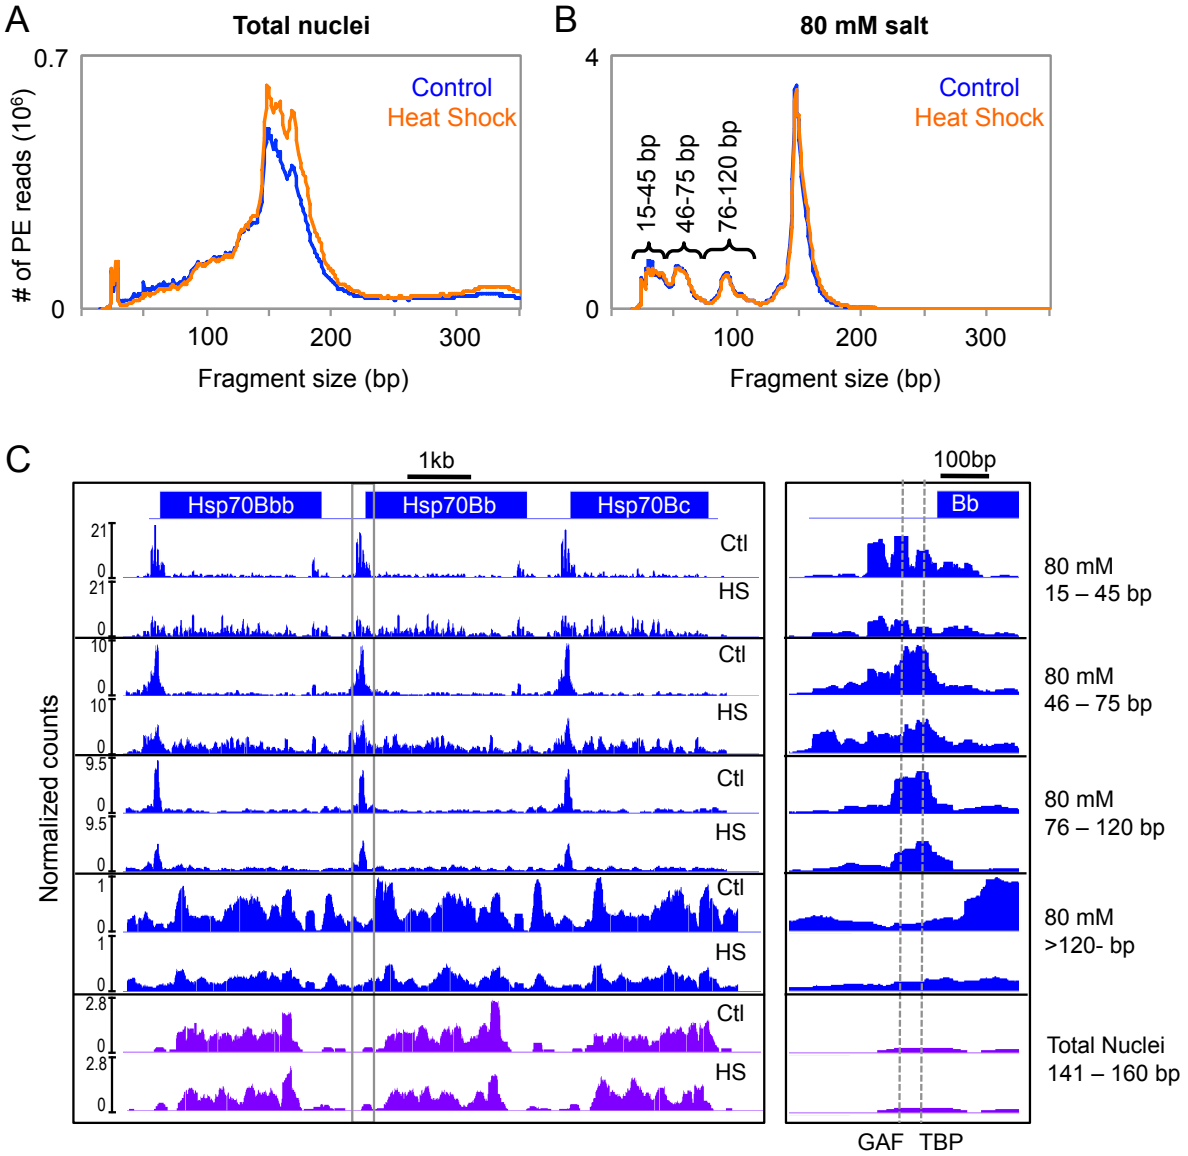 A
Total nuclei
0.7
Control
Heat Shock
# of PE reads (10⁶)
0
100
200
300
Fragment size (bp)
B
80 mM salt
4
Control
Heat Shock
15-45 bp
46-75 bp
76-120 bp
0
100
200
300
Fragment size (bp)
C
1kb
100bp
Hsp70Bbb
Hsp70Bb
Hsp70Bc
Bb
Normalized counts
21
0
Ctl
21
0
HS
80 mM
15 – 45 bp
10
0
Ctl
10
0
HS
80 mM
46 – 75 bp
9.5
0
Ctl
9.5
0
HS
80 mM
76 – 120 bp
1
0
Ctl
1
0
HS
80 mM
>120- bp
2.8
0
Ctl
2.8
0
HS
Total Nuclei
141 – 160 bp
GAF TBP